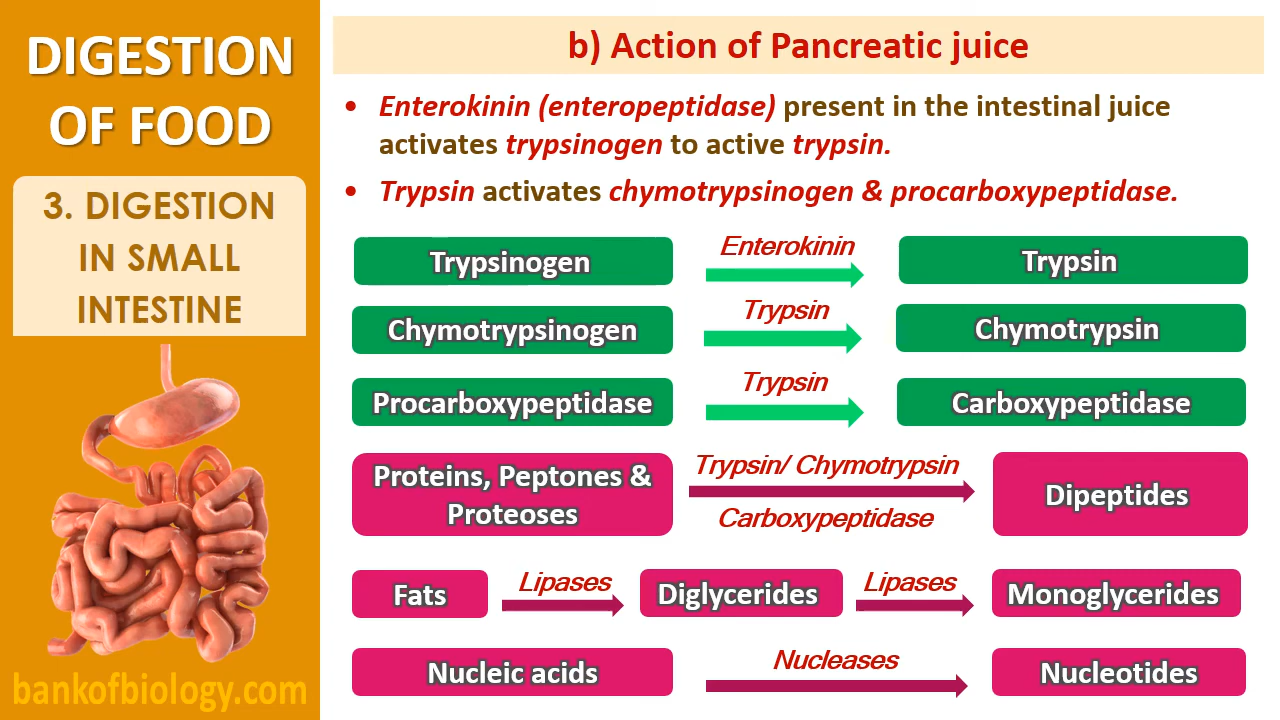 DIGESTION
OF FOOD
3. DIGESTION
IN SMALL
INTESTINE
bankofbiology.com
b) Action of Pancreatic juice
• Enterokinin (enteropeptidase) present in the intestinal juice
activates trypsinogen to active trypsin.
• Trypsin activates chymotrypsinogen & procarboxypeptidase.
Trypsinogen Enterokinin Trypsin
Chymotrypsinogen Trypsin Chymotrypsin
Procarboxypeptidase Trypsin Carboxypeptidase
Proteins, Peptones &
Proteoses
Trypsin/ Chymotrypsin
Carboxypeptidase
Dipeptides
Fats Lipases Diglycerides Lipases Monoglycerides
Nucleic acids Nucleases Nucleotides